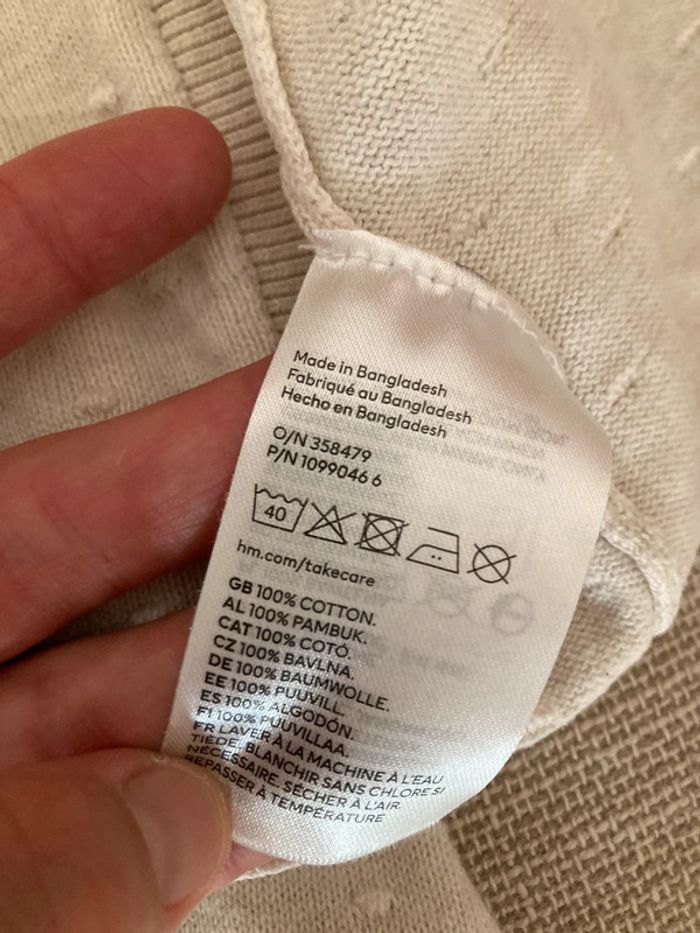 Made in Bangladesh
Fabriqué au Bangladesh
Hecho en Bangladesh
O/N 358479
P/N 1099046 6
40
hm.com/takecare
GB 100% COTTON.
AL 100% PAMBUK.
CAT 100% COTÓ.
CZ 100% BAVLNA.
DE 100% BAUMWOLLE.
EE 100% PUUVILL.
ES 100% ALGODÓN.
FI 100% PUUVILLAA.
FR LAVER À LA MACHINE À L'EAU
TIÈDE, BLANCHIR SANS CHLORE SI
NÉCESSAIRE, SÉCHER À L'AIR,
REPASSER À TEMPÉRATURE